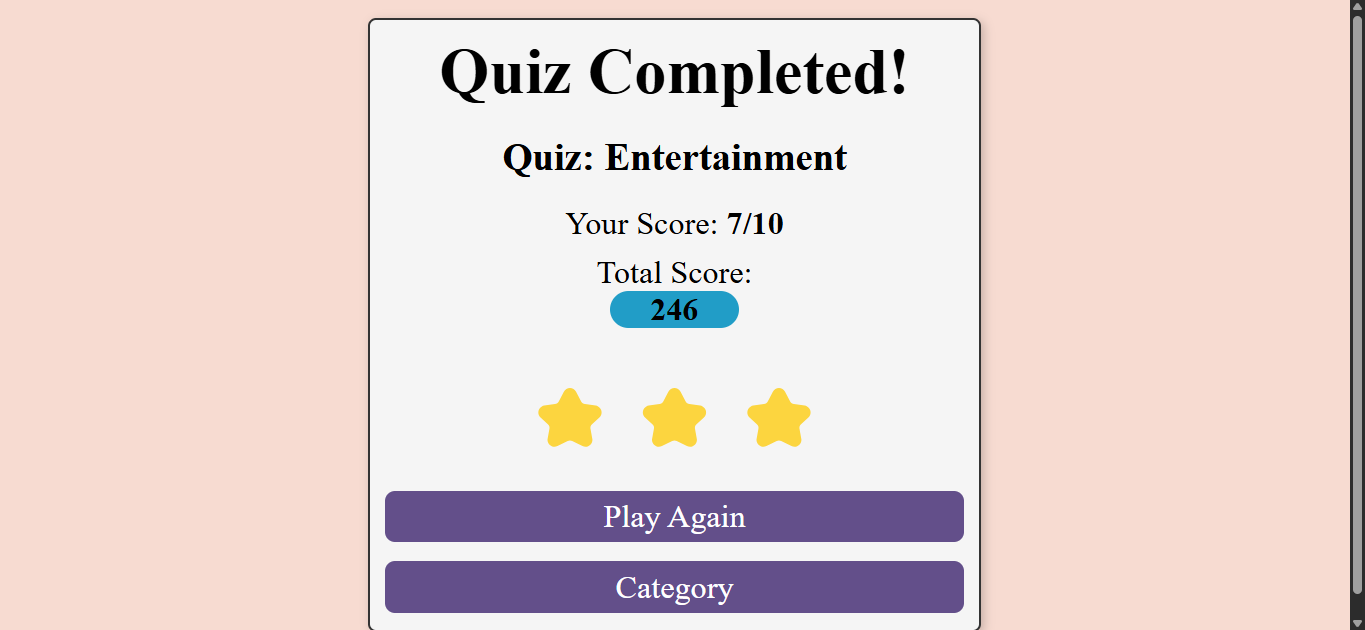 Quiz Completed!
Quiz: Entertainment
Your Score: 7/10
Total Score:
246
Play Again
Category